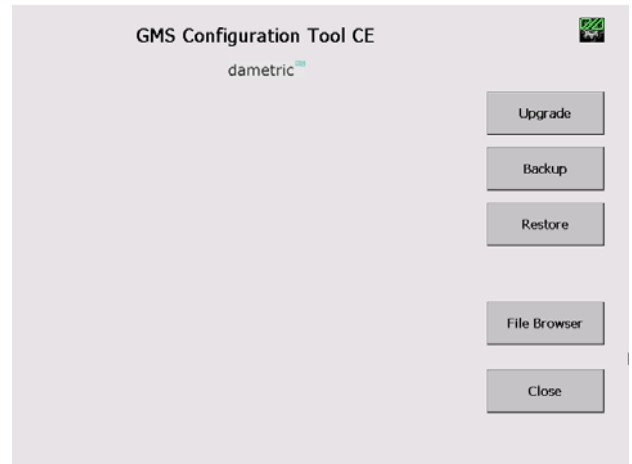 GMS Configuration Tool CE
dametric
Upgrade
Backup
Restore
File Browser
Close